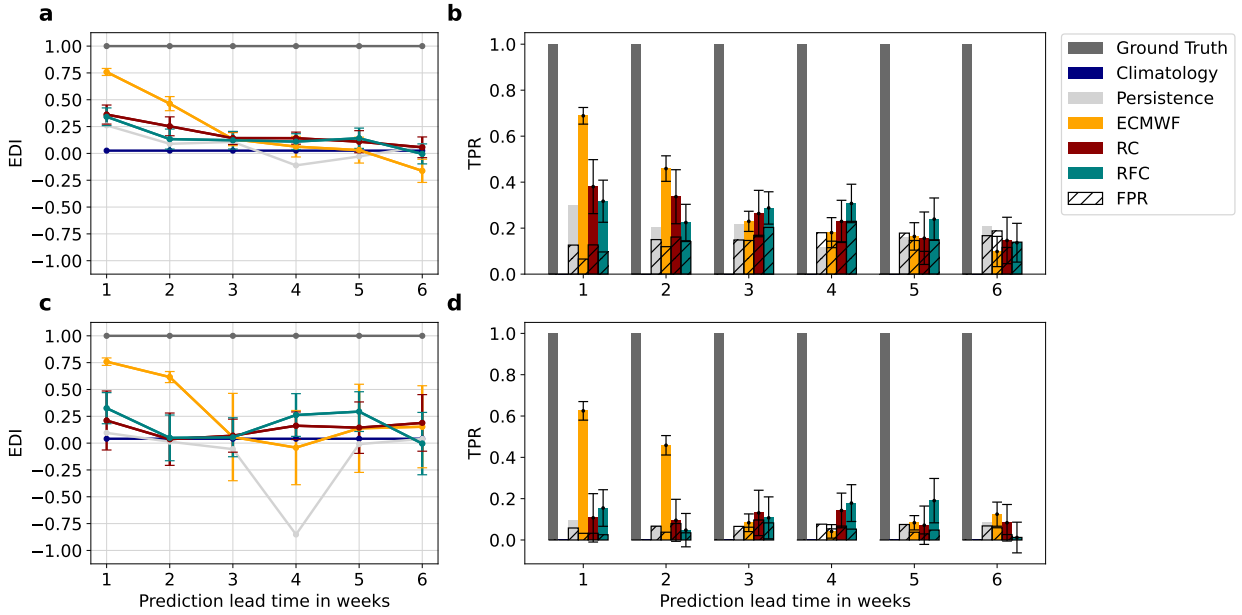 a
1.00
0.75
0.50
0.25
0.00
−0.25
−0.50
−0.75
−1.00
EDI
1 2 3 4 5 6
b
1.0
0.8
0.6
0.4
0.2
0.0
TPR
1 2 3 4 5 6
Ground Truth
Climatology
Persistence
ECMWF
RC
RFC
FPR
c
1.00
0.75
0.50
0.25
0.00
−0.25
−0.50
−0.75
−1.00
EDI
1 2 3 4 5 6
Prediction lead time in weeks
d
1.0
0.8
0.6
0.4
0.2
0.0
TPR
1 2 3 4 5 6
Prediction lead time in weeks